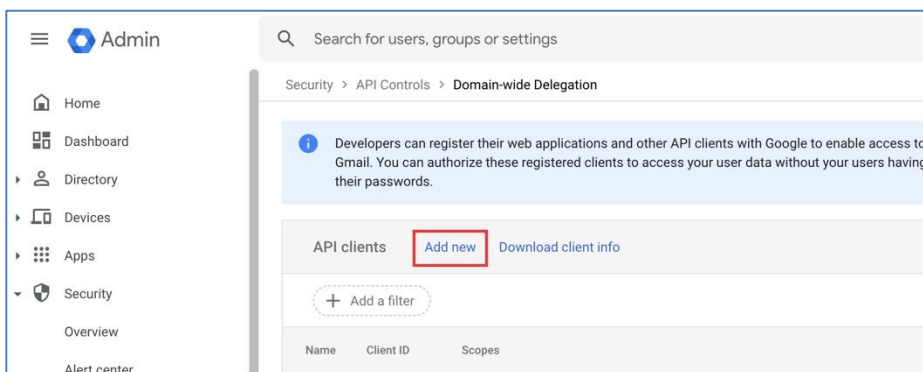 Admin
Search for users, groups or settings
Security > API Controls > Domain-wide Delegation
Home
Dashboard
Directory
Devices
Apps
Security
Overview
Alert center
Developers can register their web applications and other API clients with Google to enable access to
Gmail. You can authorize these registered clients to access your user data without your users having
their passwords.
API clients Add new Download client info
+ Add a filter
Name Client ID Scopes